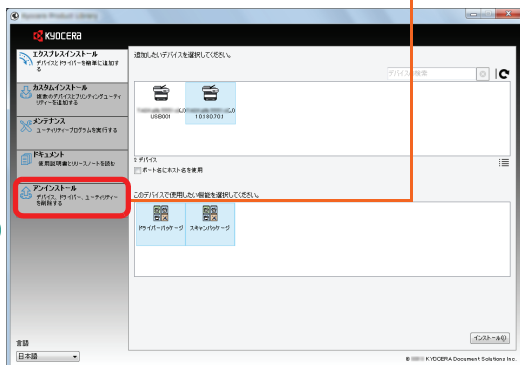 Kyocera Product Library
KYOCERA
エクスプレスインストール
デバイスとドライバーを簡単に追加する
カスタムインストール
複数のデバイスとプリンティングユーティリティーを追加する
メンテナンス
ユーティリティープログラムを実行する
ドキュメント
使用説明書とリリースノートを読む
アンインストール
デバイス、ドライバー、ユーティリティーを削除する
追加したいデバイスを選択してください。
デバイスの検索
USB001
10180701
2 デバイス
ポート名にホスト名を使用
このデバイスで使用したい機能を選択してください。
ドライバーパッケージ
スキャンパッケージ
インストール(I)
言語
日本語
©
KYOCERA Document Solutions Inc.